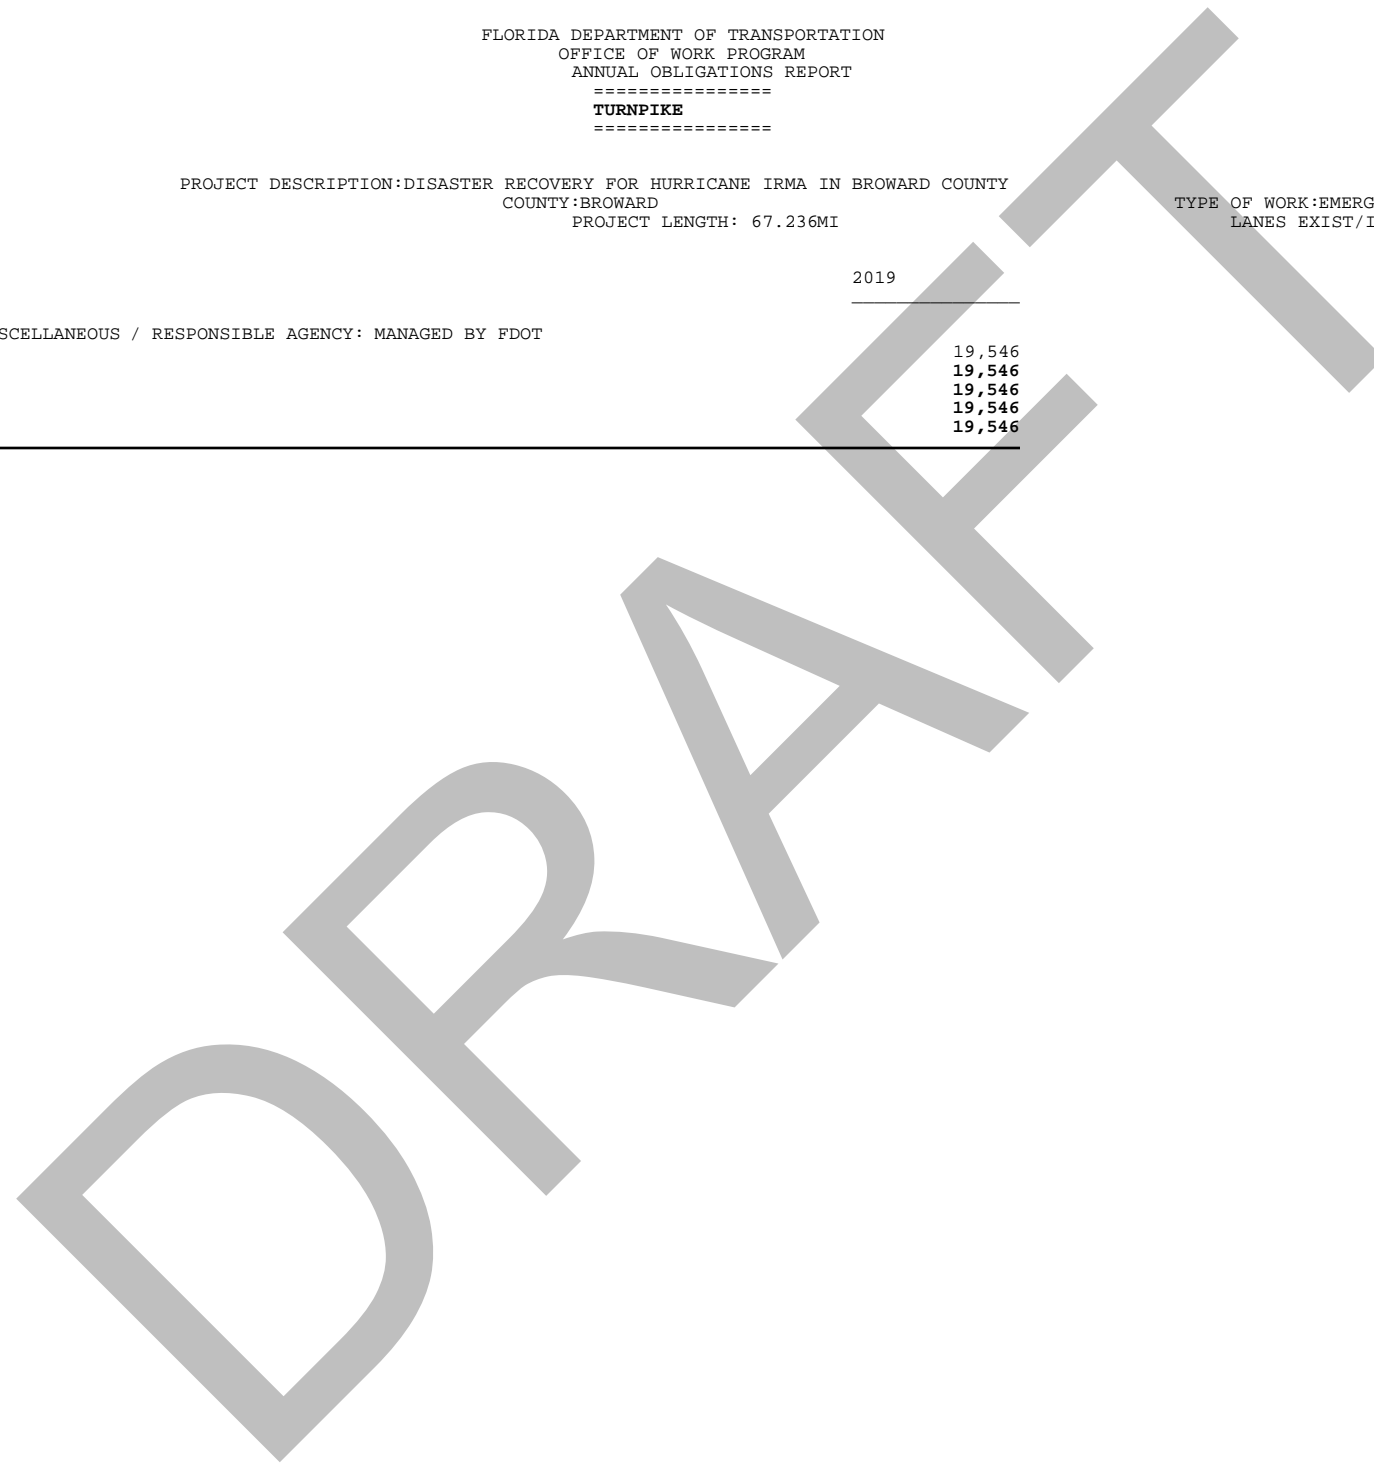 FLORIDA DEPARTMENT OF TRANSPORTATION
OFFICE OF WORK PROGRAM
ANNUAL OBLIGATIONS REPORT
================
TURNPIKE
================
PROJECT DESCRIPTION:DISASTER RECOVERY FOR HURRICANE IRMA IN BROWARD COUNTY
COUNTY:BROWARD TYPE OF WORK:EMERG
PROJECT LENGTH: 67.236MI LANES EXIST/I
2019
SCELLANEOUS / RESPONSIBLE AGENCY: MANAGED BY FDOT
19,546
19,546
19,546
19,546
19,546
DRAFT